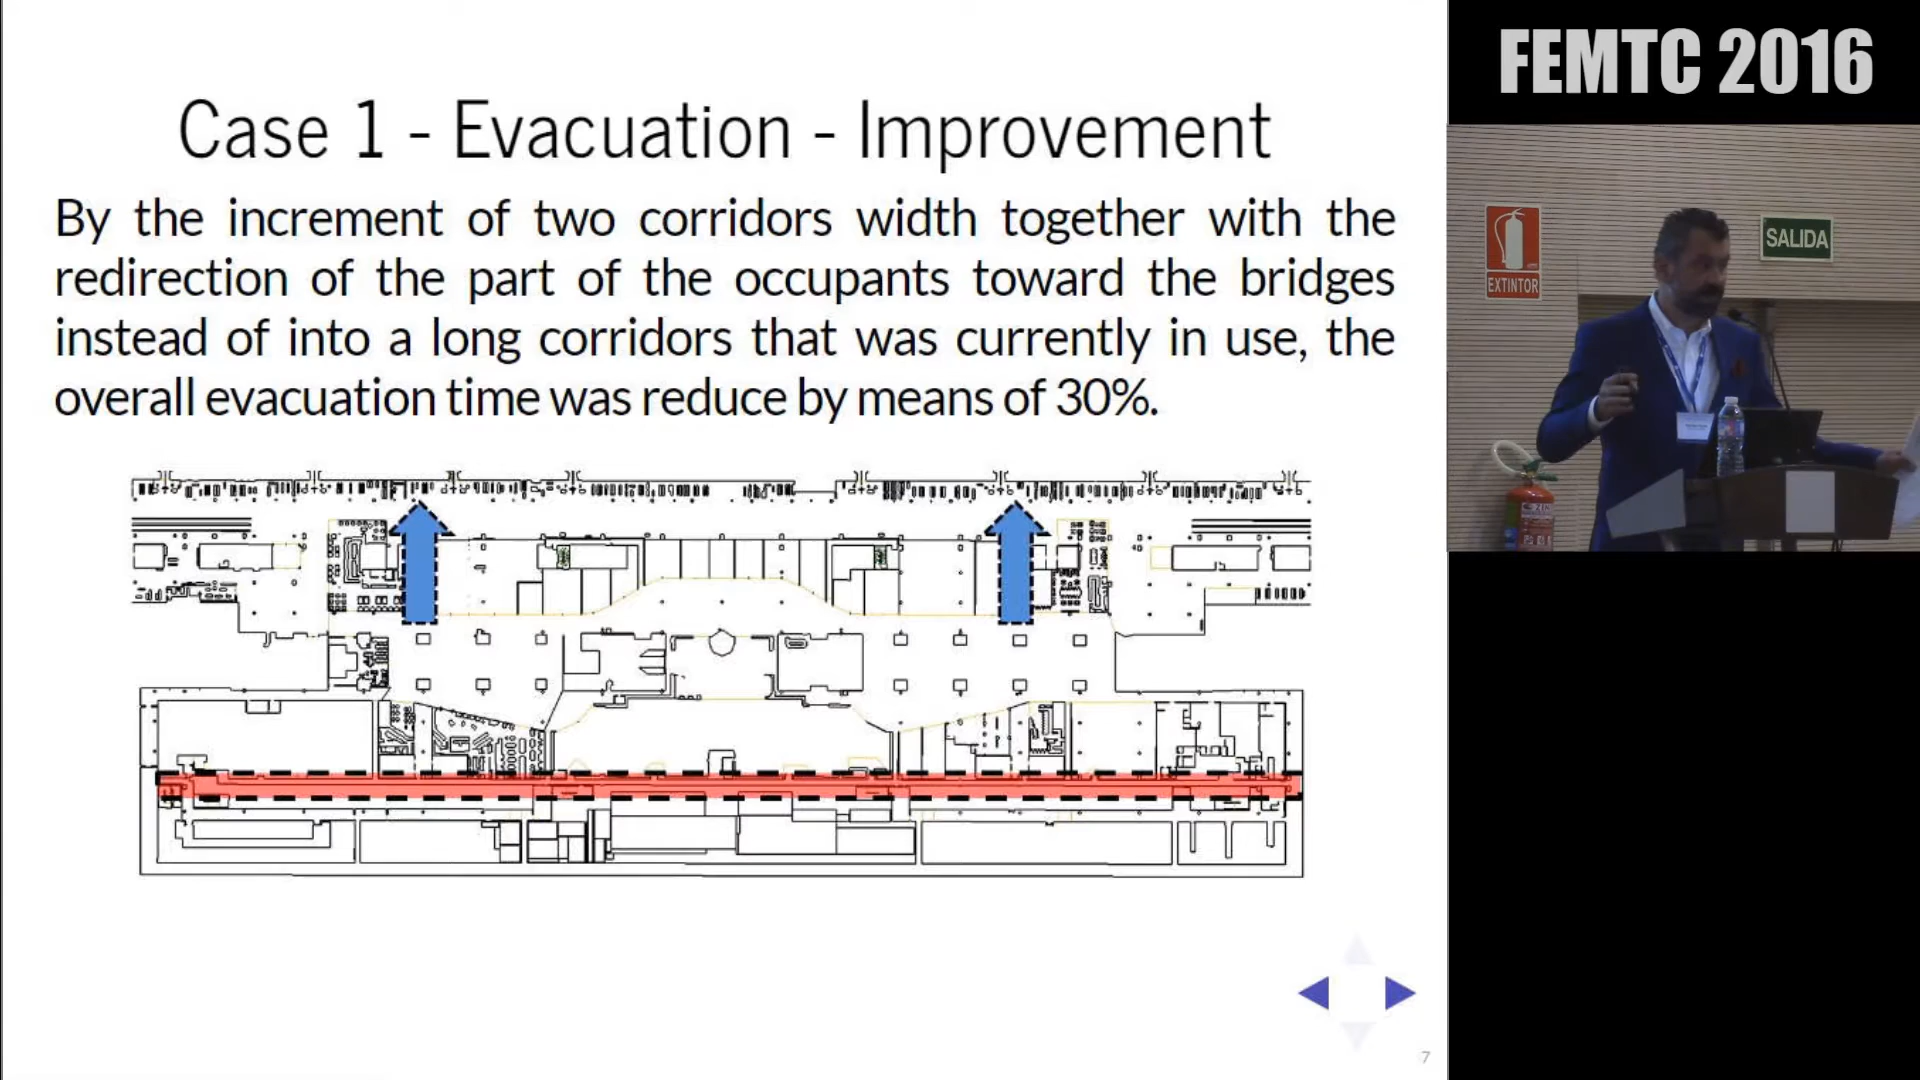 Case 1 - Evacuation - Improvement
By the increment of two corridors width together with the
redirection of the part of the occupants toward the bridges
instead of into a long corridors that was currently in use, the
overall evacuation time was reduce by means of 30%.
7
FEMTC 2016
EXTINTOR
SALIDA